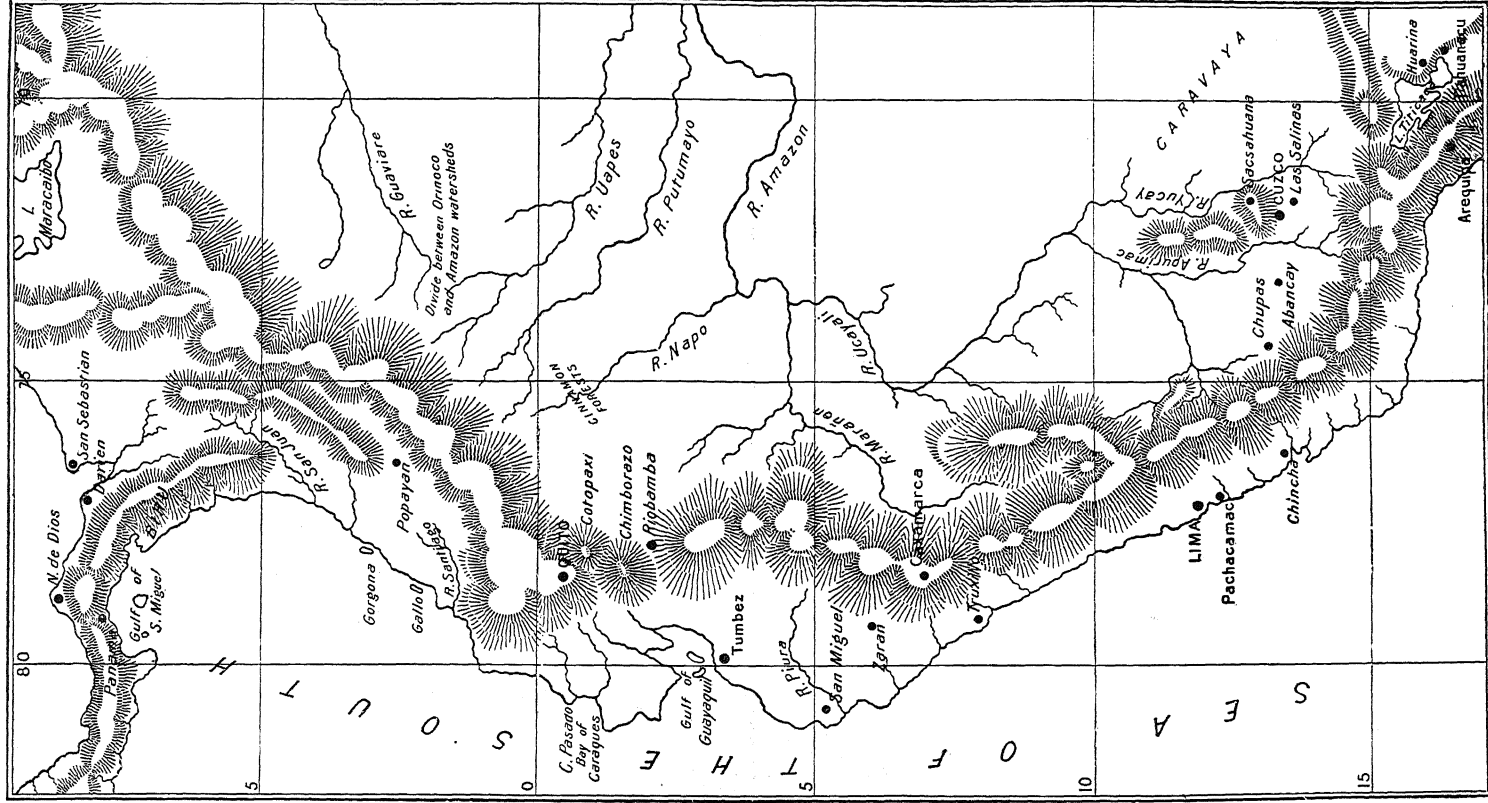 80
75
70
5
0
5
10
15
L
Maracaibo
San Sebastian
Darien
N. de Dios
Panama
Gulf of
S. Miguel
BIRU
R. San Juan
Gorgona
Gallo
Popayan
R. Santiago
R. Guaviare
Divide between Orinoco
and Amazon watersheds
R. Uapes
R. Putumayo
R. Amazon
R. Napo
CINNAMON
FORESTS
QUITO
Cotopaxi
Chimborazo
Riobamba
C. Pasado
Bay of
Caraques
Gulf of
Guayaquil
Tumbez
R. Piura
San Miguel
Zaran
Caxamarca
Truxillo
R. Marañon
R. Ucayali
LIMA
Pachacamac
Chincha
Chupas
Abancay
R. Apurimac
R. Yucay
Sacsahuana
CUZCO
Las Salinas
CARAVAYA
L. Titicaca
Huarina
Tiahuanacu
Arequipa
SEA OF THE SOUTH